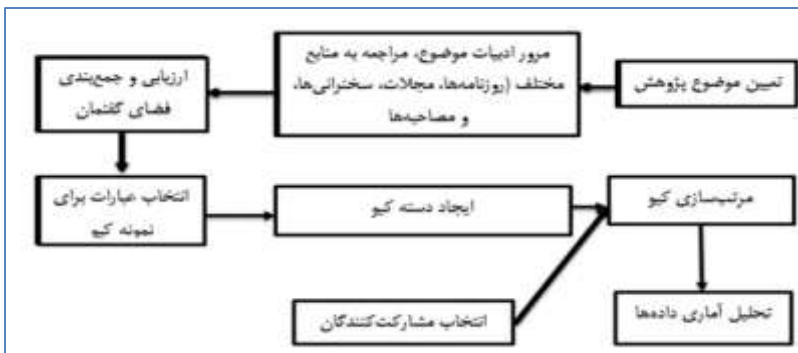 تعیین موضوع پژوهش
مرور ادبیات موضوع، مراجعه به منابع
مختلف (روزنامه‌ها، مجلات، سخنرانی‌ها،
و مصاحبه‌ها
ارزیابی و جمع‌بندی
فضای گفتمان
انتخاب عبارات برای
نمونه کیو
ایجاد دسته کیو
مرتب‌سازی کیو
انتخاب مشارکت‌کنندگان
تحلیل آماری داده‌ها